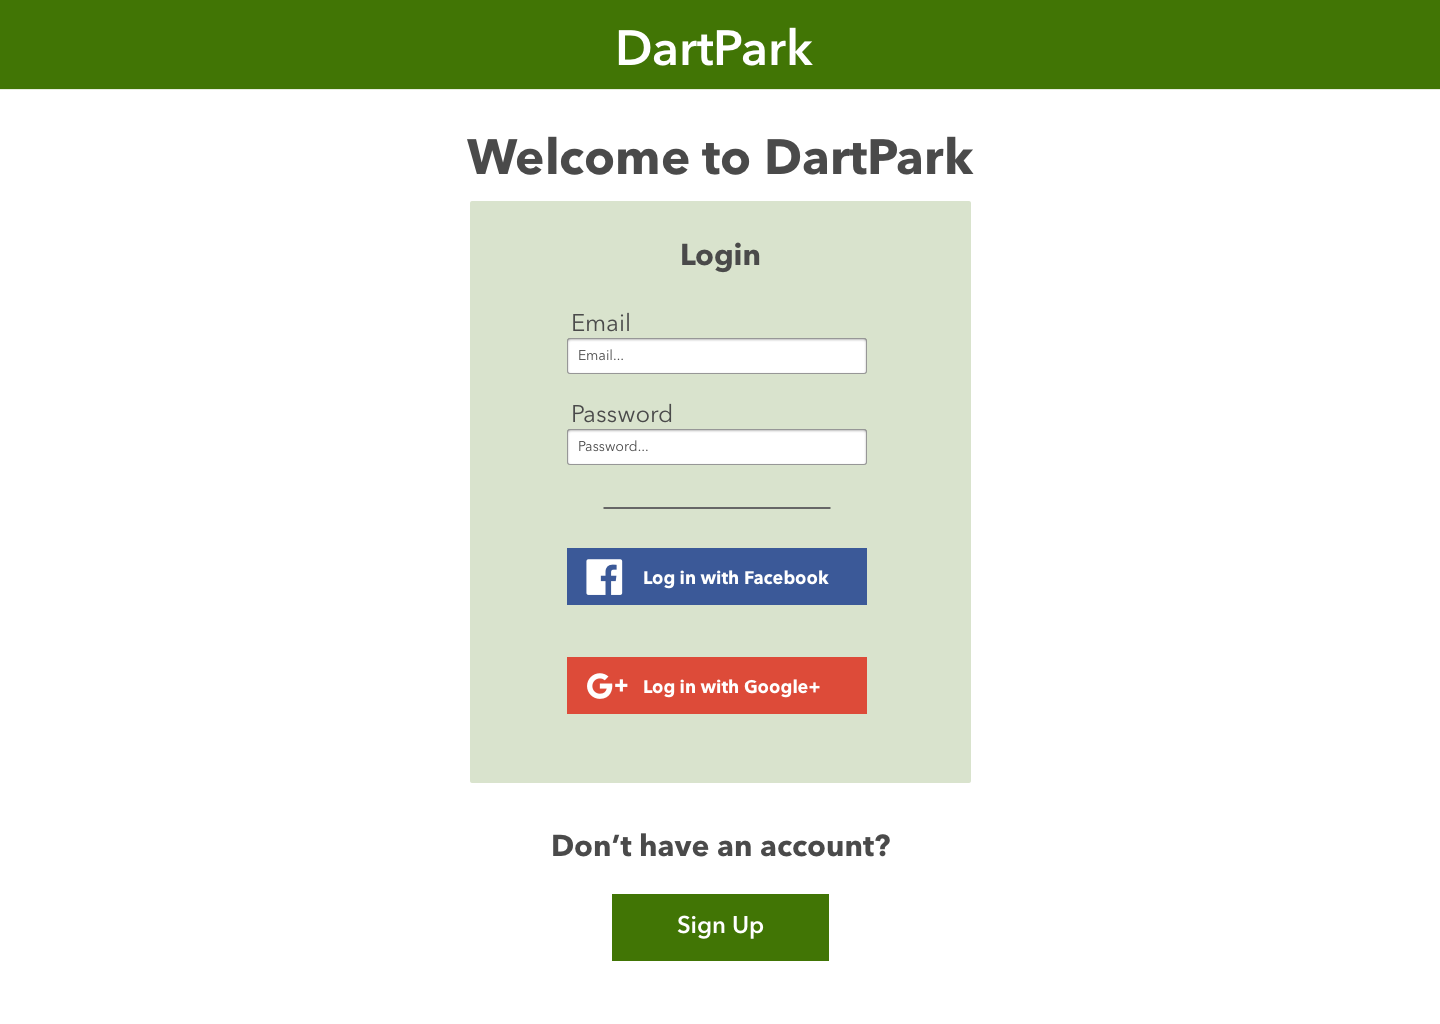 DartPark
Welcome to DartPark
Login
Email
Email...
Password
Password...
Log in with Facebook
G+ Log in with Google+
Don’t have an account?
Sign Up